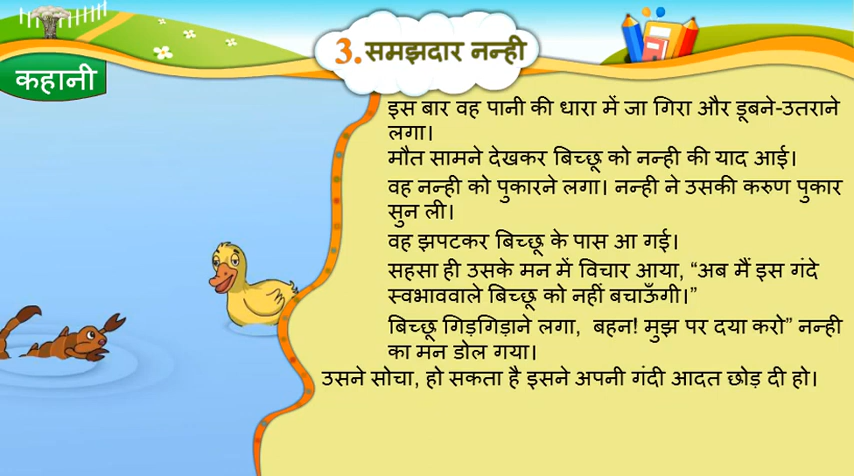 3. समझदार नन्ही
कहानी
इस बार वह पानी की धारा में जा गिरा और डूबने-उतराने
लगा।
मौत सामने देखकर बिच्छू को नन्ही की याद आई।
वह नन्ही को पुकारने लगा। नन्ही ने उसकी करुण पुकार
सुन ली।
वह झपटकर बिच्छू के पास आ गई।
सहसा ही उसके मन में विचार आया, “अब मैं इस गंदे
स्वभाववाले बिच्छू को नहीं बचाऊँगी।”
बिच्छू गिड़गिड़ाने लगा, बहन! मुझ पर दया करो” नन्ही
का मन डोल गया।
उसने सोचा, हो सकता है इसने अपनी गंदी आदत छोड़ दी हो।